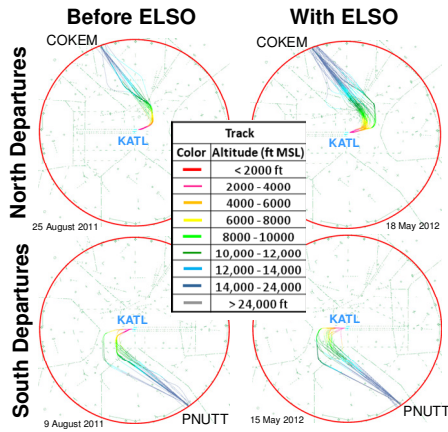 Before ELSO
With ELSO
North Departures
COKEM
KATL
25 August 2011
COKEM
KATL
18 May 2012
Track
Color Altitude (ft MSL)
< 2000 ft
2000 - 4000
4000 - 6000
6000 - 8000
8000 - 10000
10,000 - 12,000
12,000 - 14,000
14,000 - 24,000
> 24,000 ft
South Departures
KATL
9 August 2011
PNUTT
KATL
15 May 2012
PNUTT